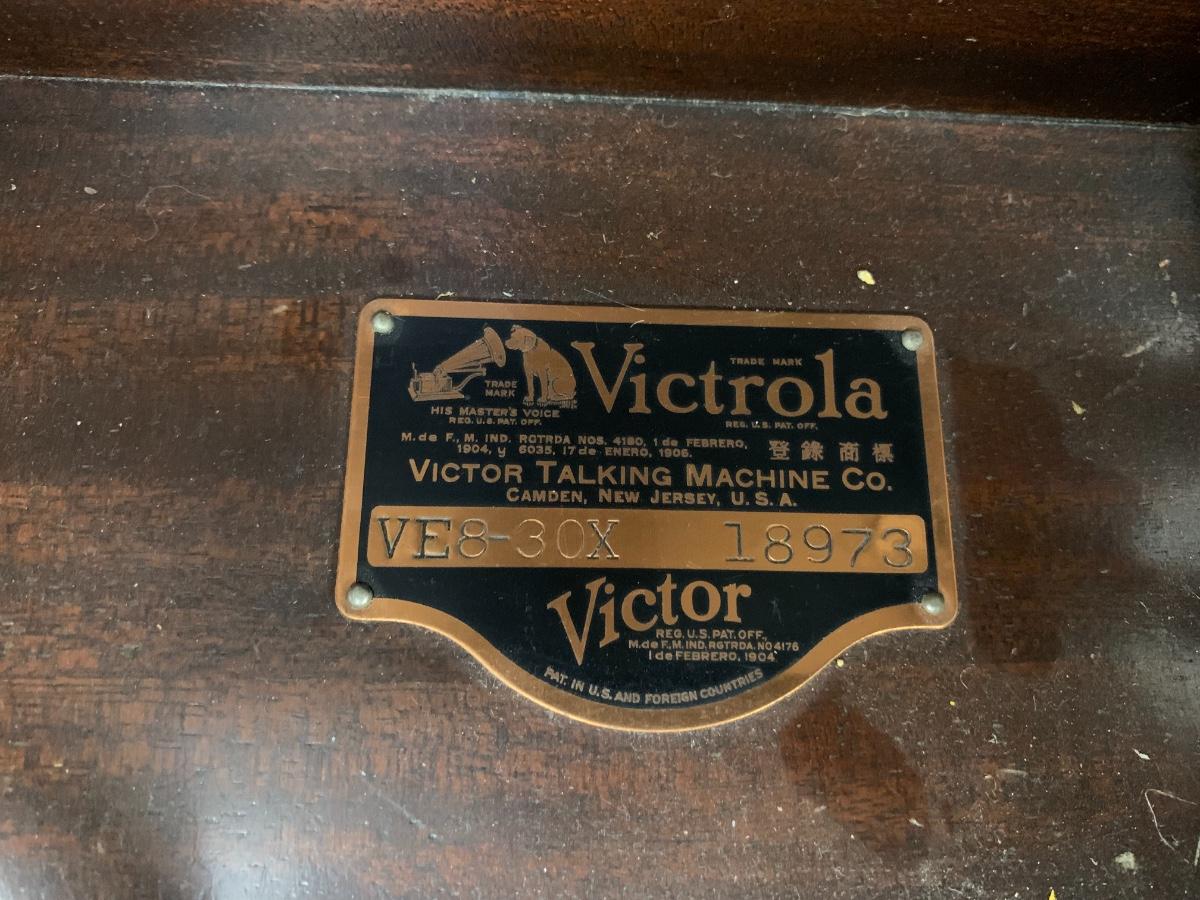 Victrola
TRADE MARK
TRADE
MARK
HIS MASTER'S VOICE
REG. U.S. PAT. OFF.
REG. U.S. PAT. OFF.
M. de F., M. IND. RGTRDA NOS. 4180, 1 de FEBRERO,
1904, y 6035, 17 de ENERO, 1906.
登錄商標
VICTOR TALKING MACHINE CO.
CAMDEN, NEW JERSEY, U.S.A.
VE8-30X 18973
Victor
REG. U.S. PAT. OFF.,
M. de F., M. IND. RGTRDA. NO 4176
1 de FEBRERO, 1904
PAT. IN U.S. AND FOREIGN COUNTRIES